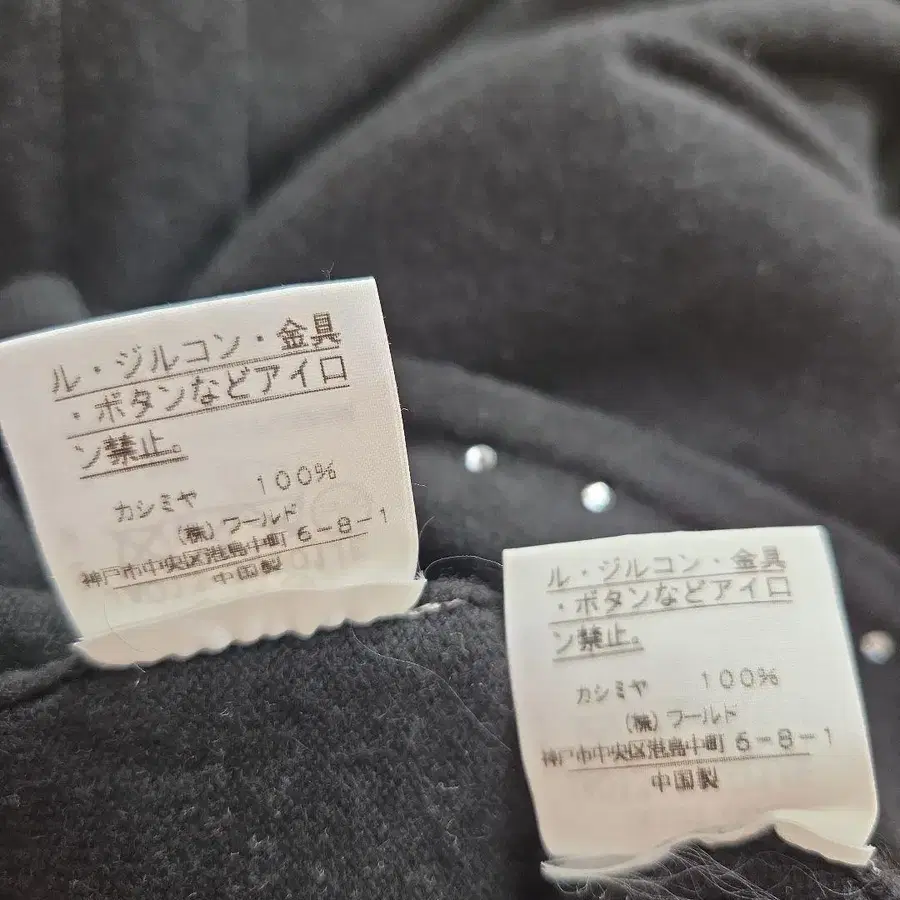 ル・ジルコン・金具
・ボタンなどアイロ
ン禁止。
カシミヤ 100%
(株)ワールド
神戸市中央区港島中町 6-8-1
中国製
ル・ジルコン・金具
・ボタンなどアイロ
ン禁止。
カシミヤ 100%
(株)ワールド
神戸市中央区港島中町 6-8-1
中国製